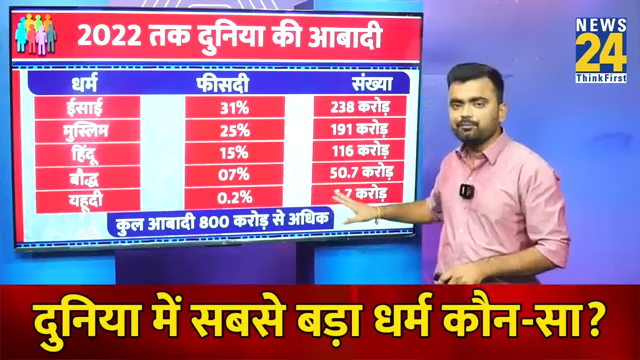 2022 तक दुनिया की आबादी
NEWS
24
ThinkFirst
धर्म फीसदी संख्या
ईसाई 31% 238 करोड़
मुस्लिम 25% 191 करोड़
हिंदू 15% 116 करोड़
बौद्ध 07% 50.7 करोड़
यहूदी 0.2% करोड़
कुल आबादी 800 करोड़ से अधिक
दुनिया में सबसे बड़ा धर्म कौन-सा?